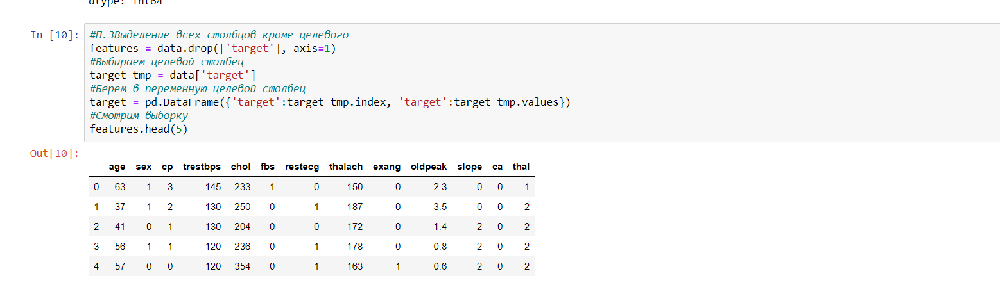 dtype: int64
In [10]:
#П.3Выделение всех столбцов кроме целевого
features = data.drop(['target'], axis=1)
#Выбираем целевой столбец
target_tmp = data['target']
#Берем в переменную целевой столбец
target = pd.DataFrame({'target':target_tmp.index, 'target':target_tmp.values})
#Смотрим выборку
features.head(5)
Out[10]:
age sex cp trestbps chol fbs restecg thalach exang oldpeak slope ca thal
0 63 1 3 145 233 1 0 150 0 2.3 0 0 1
1 37 1 2 130 250 0 1 187 0 3.5 0 0 2
2 41 0 1 130 204 0 0 172 0 1.4 2 0 2
3 56 1 1 120 236 0 1 178 0 0.8 2 0 2
4 57 0 0 120 354 0 1 163 1 0.6 2 0 2